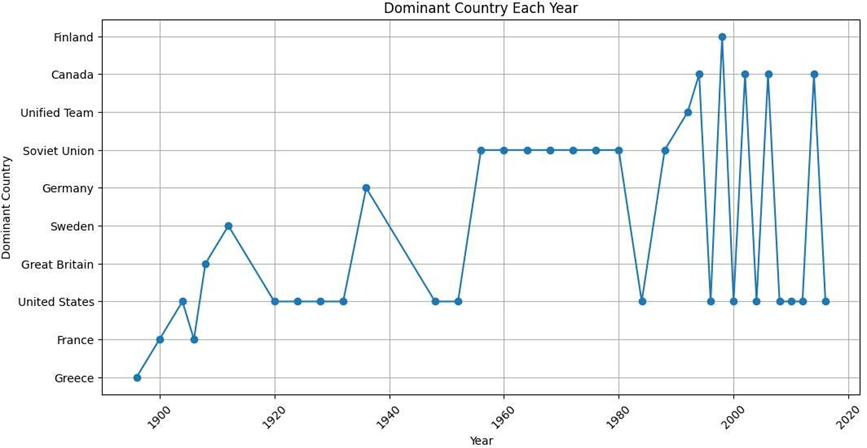 Dominant Country Each Year
Finland
Canada
Unified Team
Soviet Union
Germany
Sweden
Great Britain
United States
France
Greece
Dominant Country
1900
1920
1940
1960
1980
2000
2020
Year